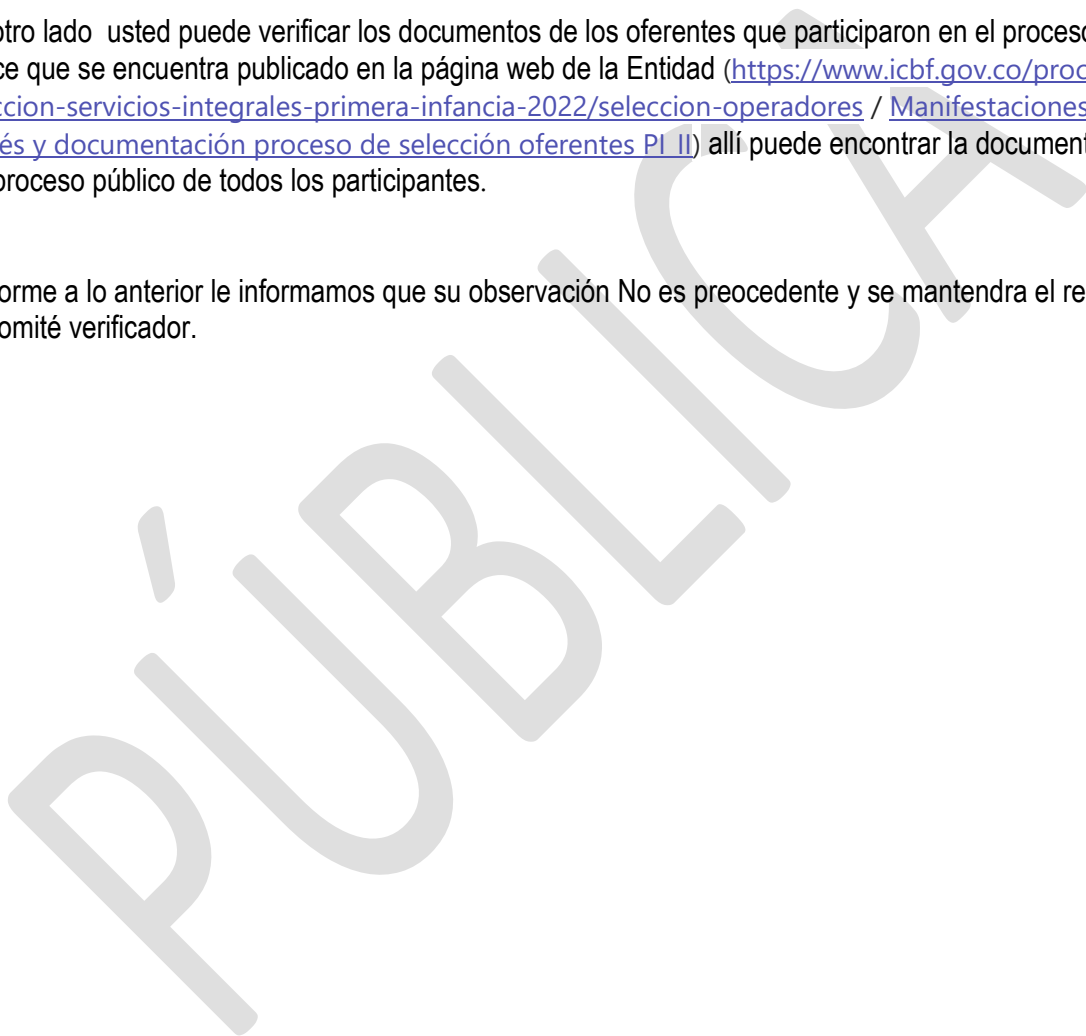 otro lado  usted puede verificar los documentos de los oferentes que participaron en el proceso
ce que se encuentra publicado en la página web de la Entidad (https://www.icbf.gov.co/proc
ccion-servicios-integrales-primera-infancia-2022/seleccion-operadores / Manifestaciones
és y documentación proceso de selección oferentes PI II) allí puede encontrar la document
proceso público de todos los participantes.
orme a lo anterior le informamos que su observación No es preocedente y se mantendra el re
omité verificador.
PÚBLICA